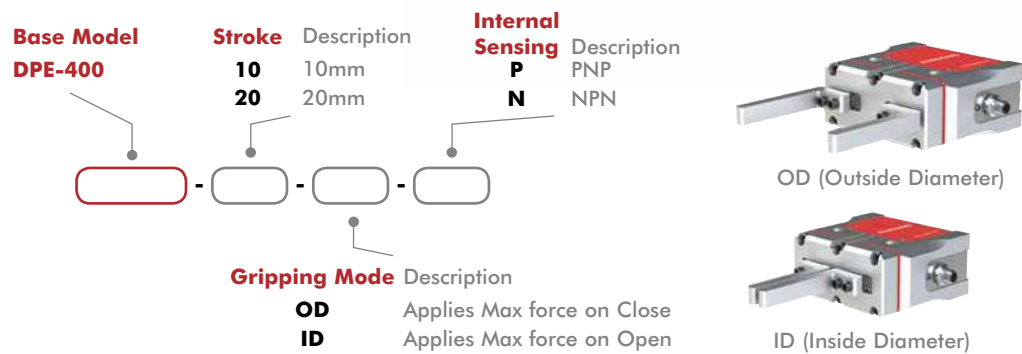 Base Model
DPE-400
Stroke Description
10 10mm
20 20mm
Internal
Sensing Description
P PNP
N NPN
- - -
Gripping Mode Description
OD Applies Max force on Close
ID Applies Max force on Open
OD (Outside Diameter)
ID (Inside Diameter)